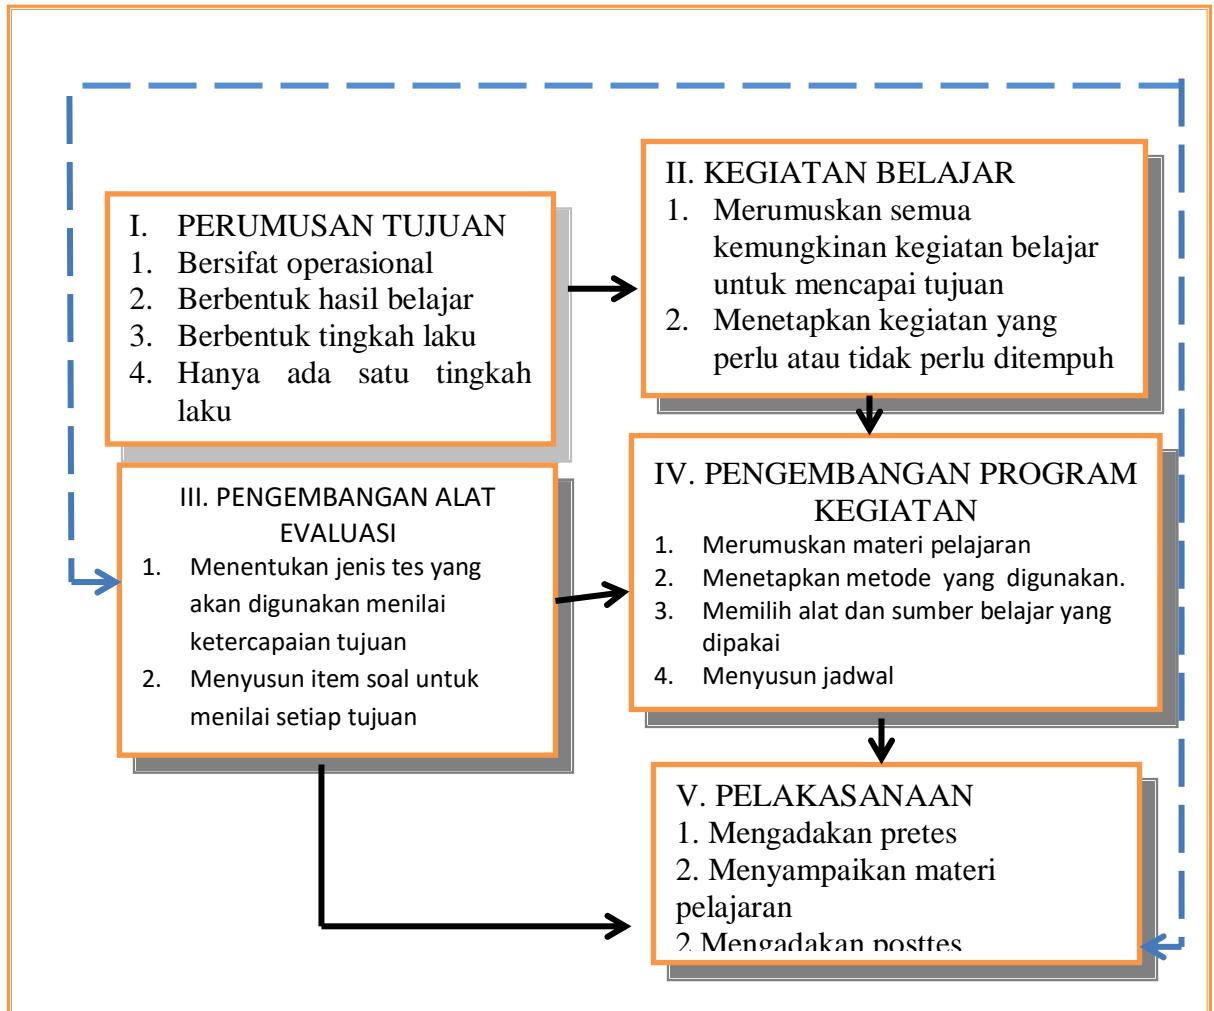 I. PERUMUSAN TUJUAN
1. Bersifat operasional
2. Berbentuk hasil belajar
3. Berbentuk tingkah laku
4. Hanya ada satu tingkah
laku
II. KEGIATAN BELAJAR
1. Merumuskan semua
kemungkinan kegiatan belajar
untuk mencapai tujuan
2. Menetapkan kegiatan yang
perlu atau tidak perlu ditempuh
III. PENGEMBANGAN ALAT
EVALUASI
1. Menentukan jenis tes yang
akan digunakan menilai
ketercapaian tujuan
2. Menyusun item soal untuk
menilai setiap tujuan
IV. PENGEMBANGAN PROGRAM
KEGIATAN
1. Merumuskan materi pelajaran
2. Menetapkan metode yang digunakan.
3. Memilih alat dan sumber belajar yang
dipakai
4. Menyusun jadwal
V. PELAKASANAAN
1. Mengadakan pretes
2. Menyampaikan materi
pelajaran
2 Mengadakan posttes